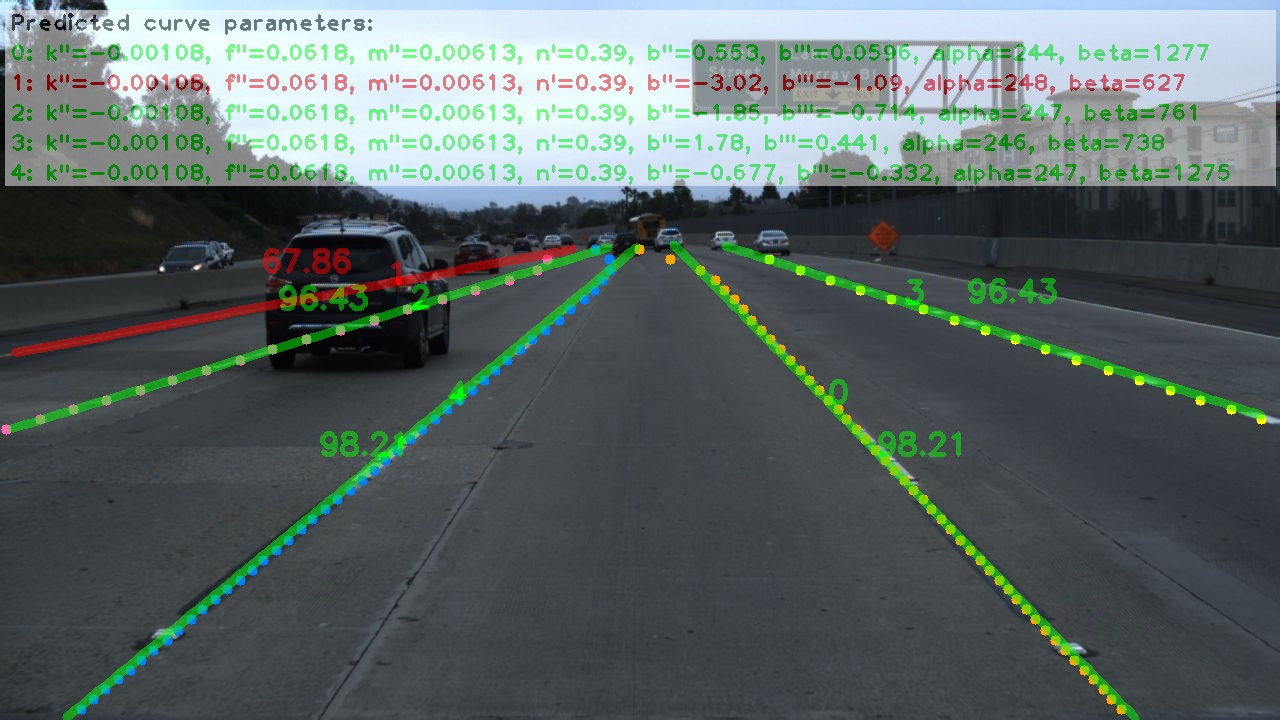 Predicted curve parameters:
0: k''=-0.00108, f''=0.0618, m''=0.00613, n'=0.39, b''=0.553, b'''=0.0596, alpha=244, beta=1277
1: k''=-0.00108, f''=0.0618, m''=0.00613, n'=0.39, b''=-3.02, b'''=-1.09, alpha=248, beta=627
2: k''=-0.00108, f''=0.0618, m''=0.00613, n'=0.39, b''=-1.85, b'''=-0.714, alpha=247, beta=761
3: k''=-0.00108, f''=0.0618, m''=0.00613, n'=0.39, b''=1.78, b'''=0.441, alpha=246, beta=738
4: k''=-0.00108, f''=0.0618, m''=0.00613, n'=0.39, b''=-0.677, b'''=-0.332, alpha=247, beta=1275
EXIT ONLY
67.86 1
96.43 2
3 96.43
4
0
98.21
98.21